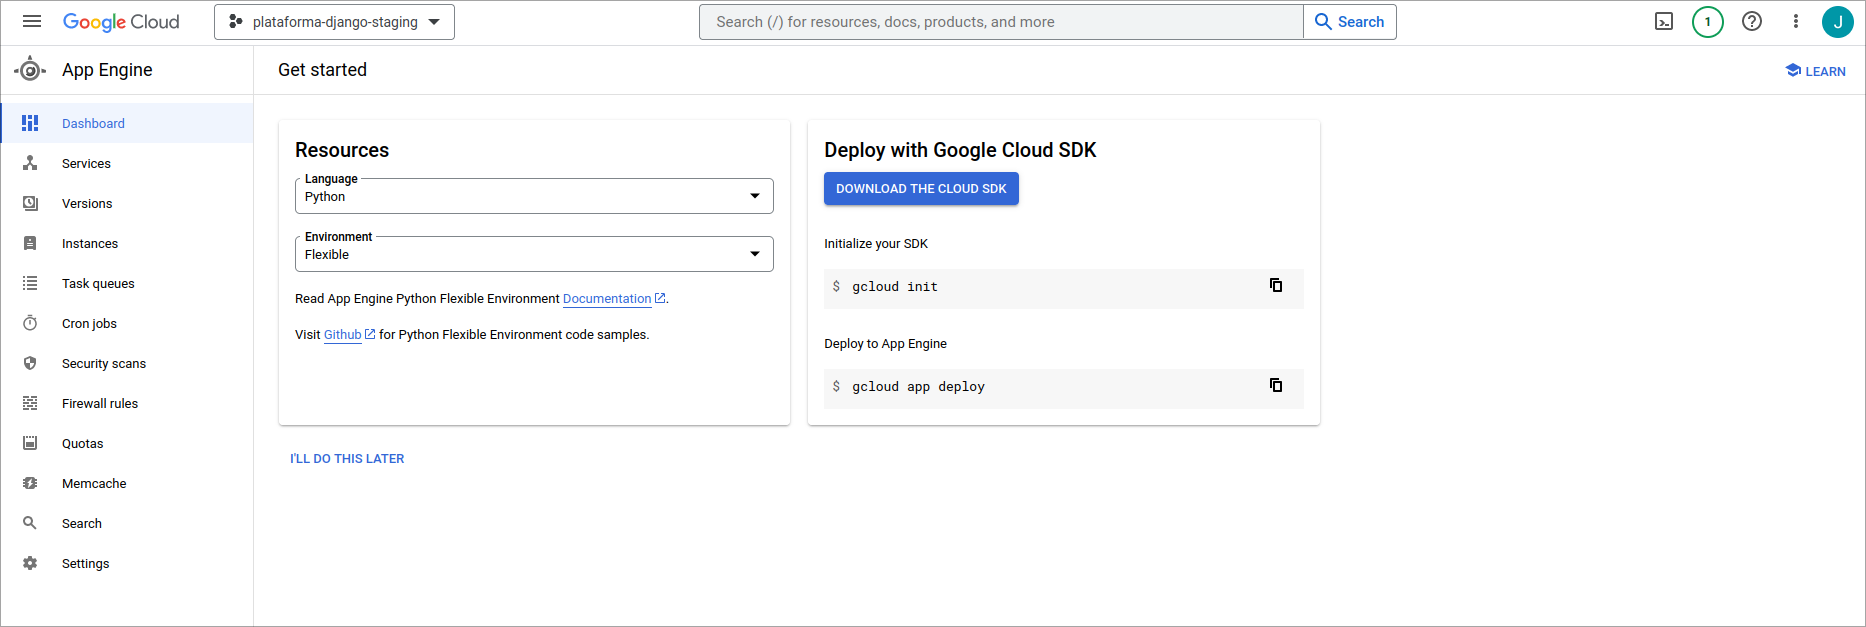 Google Cloud
plataforma-django-staging
Search (/) for resources, docs, products, and more
Search
1
J
App Engine
Get started
LEARN
Dashboard
Services
Versions
Instances
Task queues
Cron jobs
Security scans
Firewall rules
Quotas
Memcache
Search
Settings
Resources
Language
Python
Environment
Flexible
Read App Engine Python Flexible Environment Documentation.
Visit Github for Python Flexible Environment code samples.
Deploy with Google Cloud SDK
DOWNLOAD THE CLOUD SDK
Initialize your SDK
$ gcloud init
Deploy to App Engine
$ gcloud app deploy
I'LL DO THIS LATER